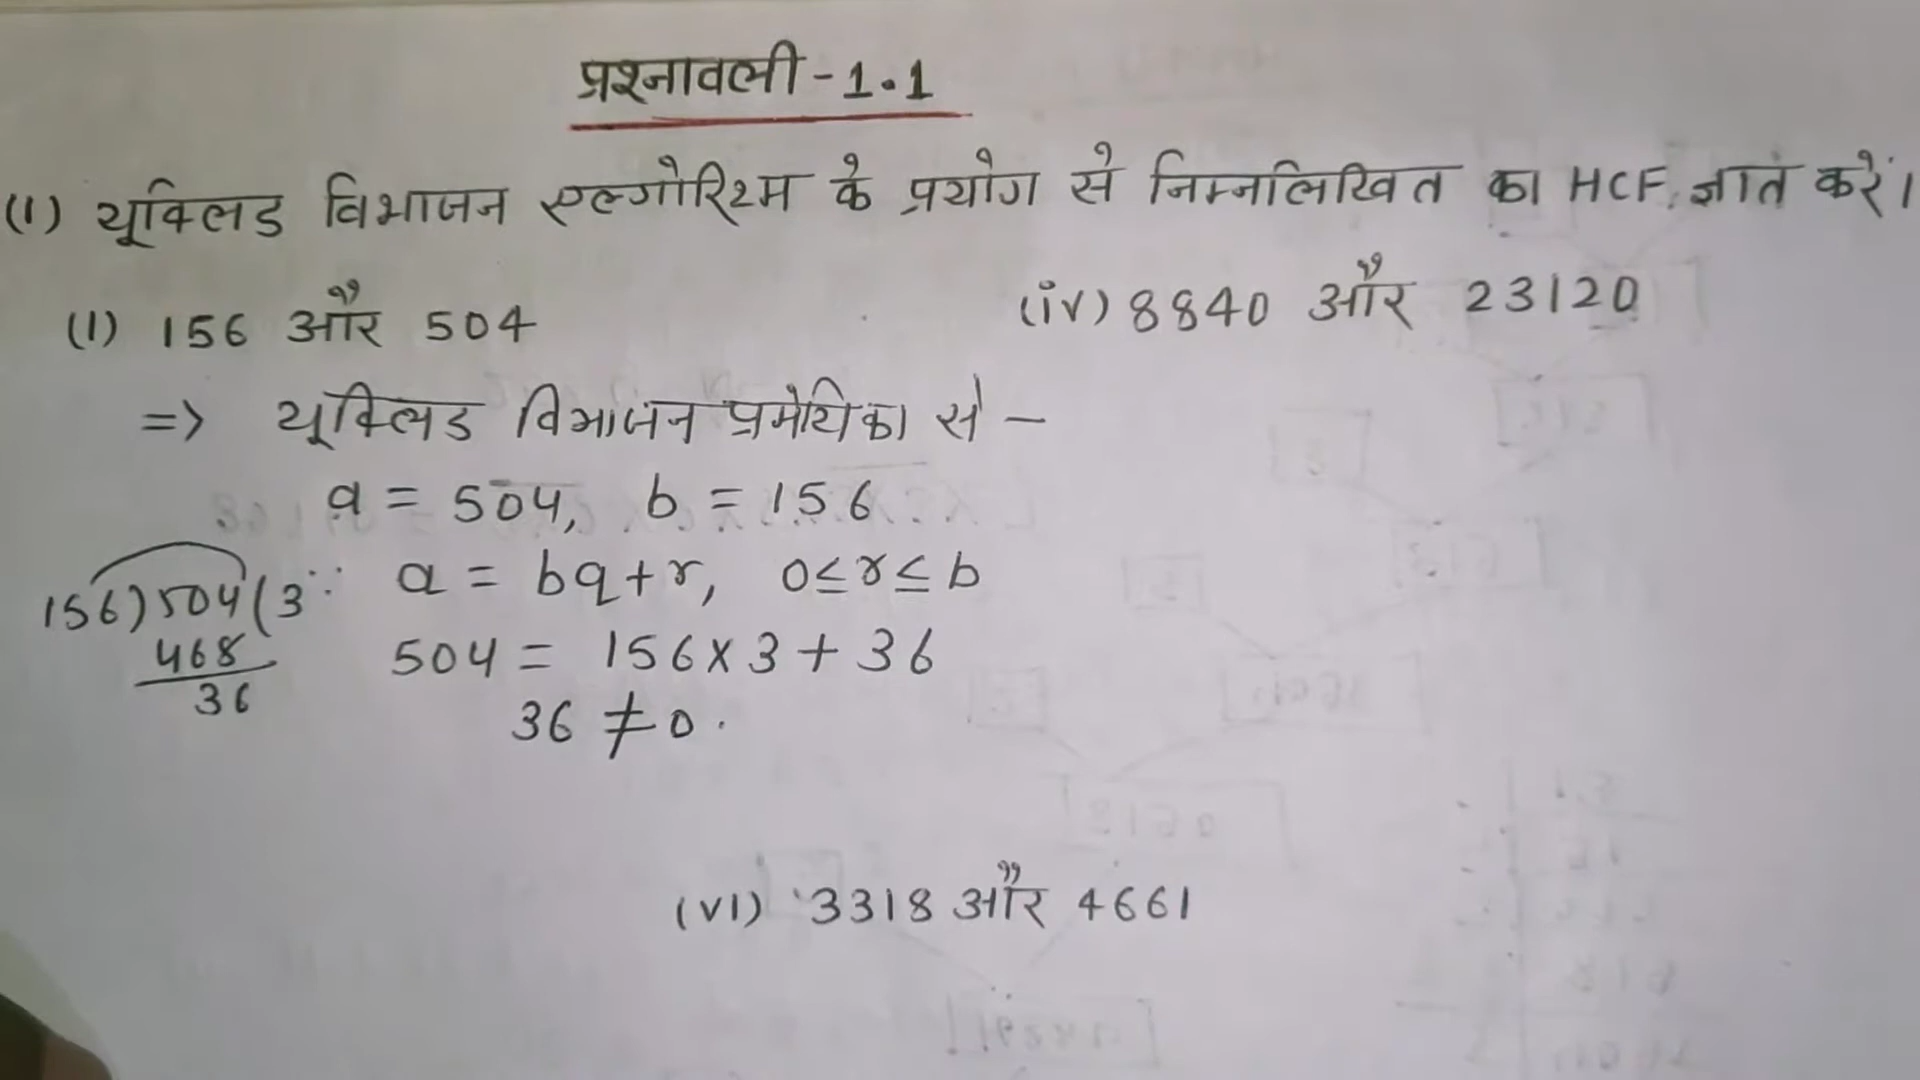 प्रश्नावली - 1.1
(1) यूक्लिड विभाजन एल्गोरिथ्म के प्रयोग से निम्नलिखित का HCF ज्ञात करें।
(1) 156 और 504
(iv) 8840 और 23120
=> यूक्लिड विभाजन प्रमेयिका से -
a = 504, b = 156
156)504(3 ∵ a = bq+r, 0≤r≤b
468 504 = 156×3+36
36 36 ≠ 0.
(VI) 3318 और 4661